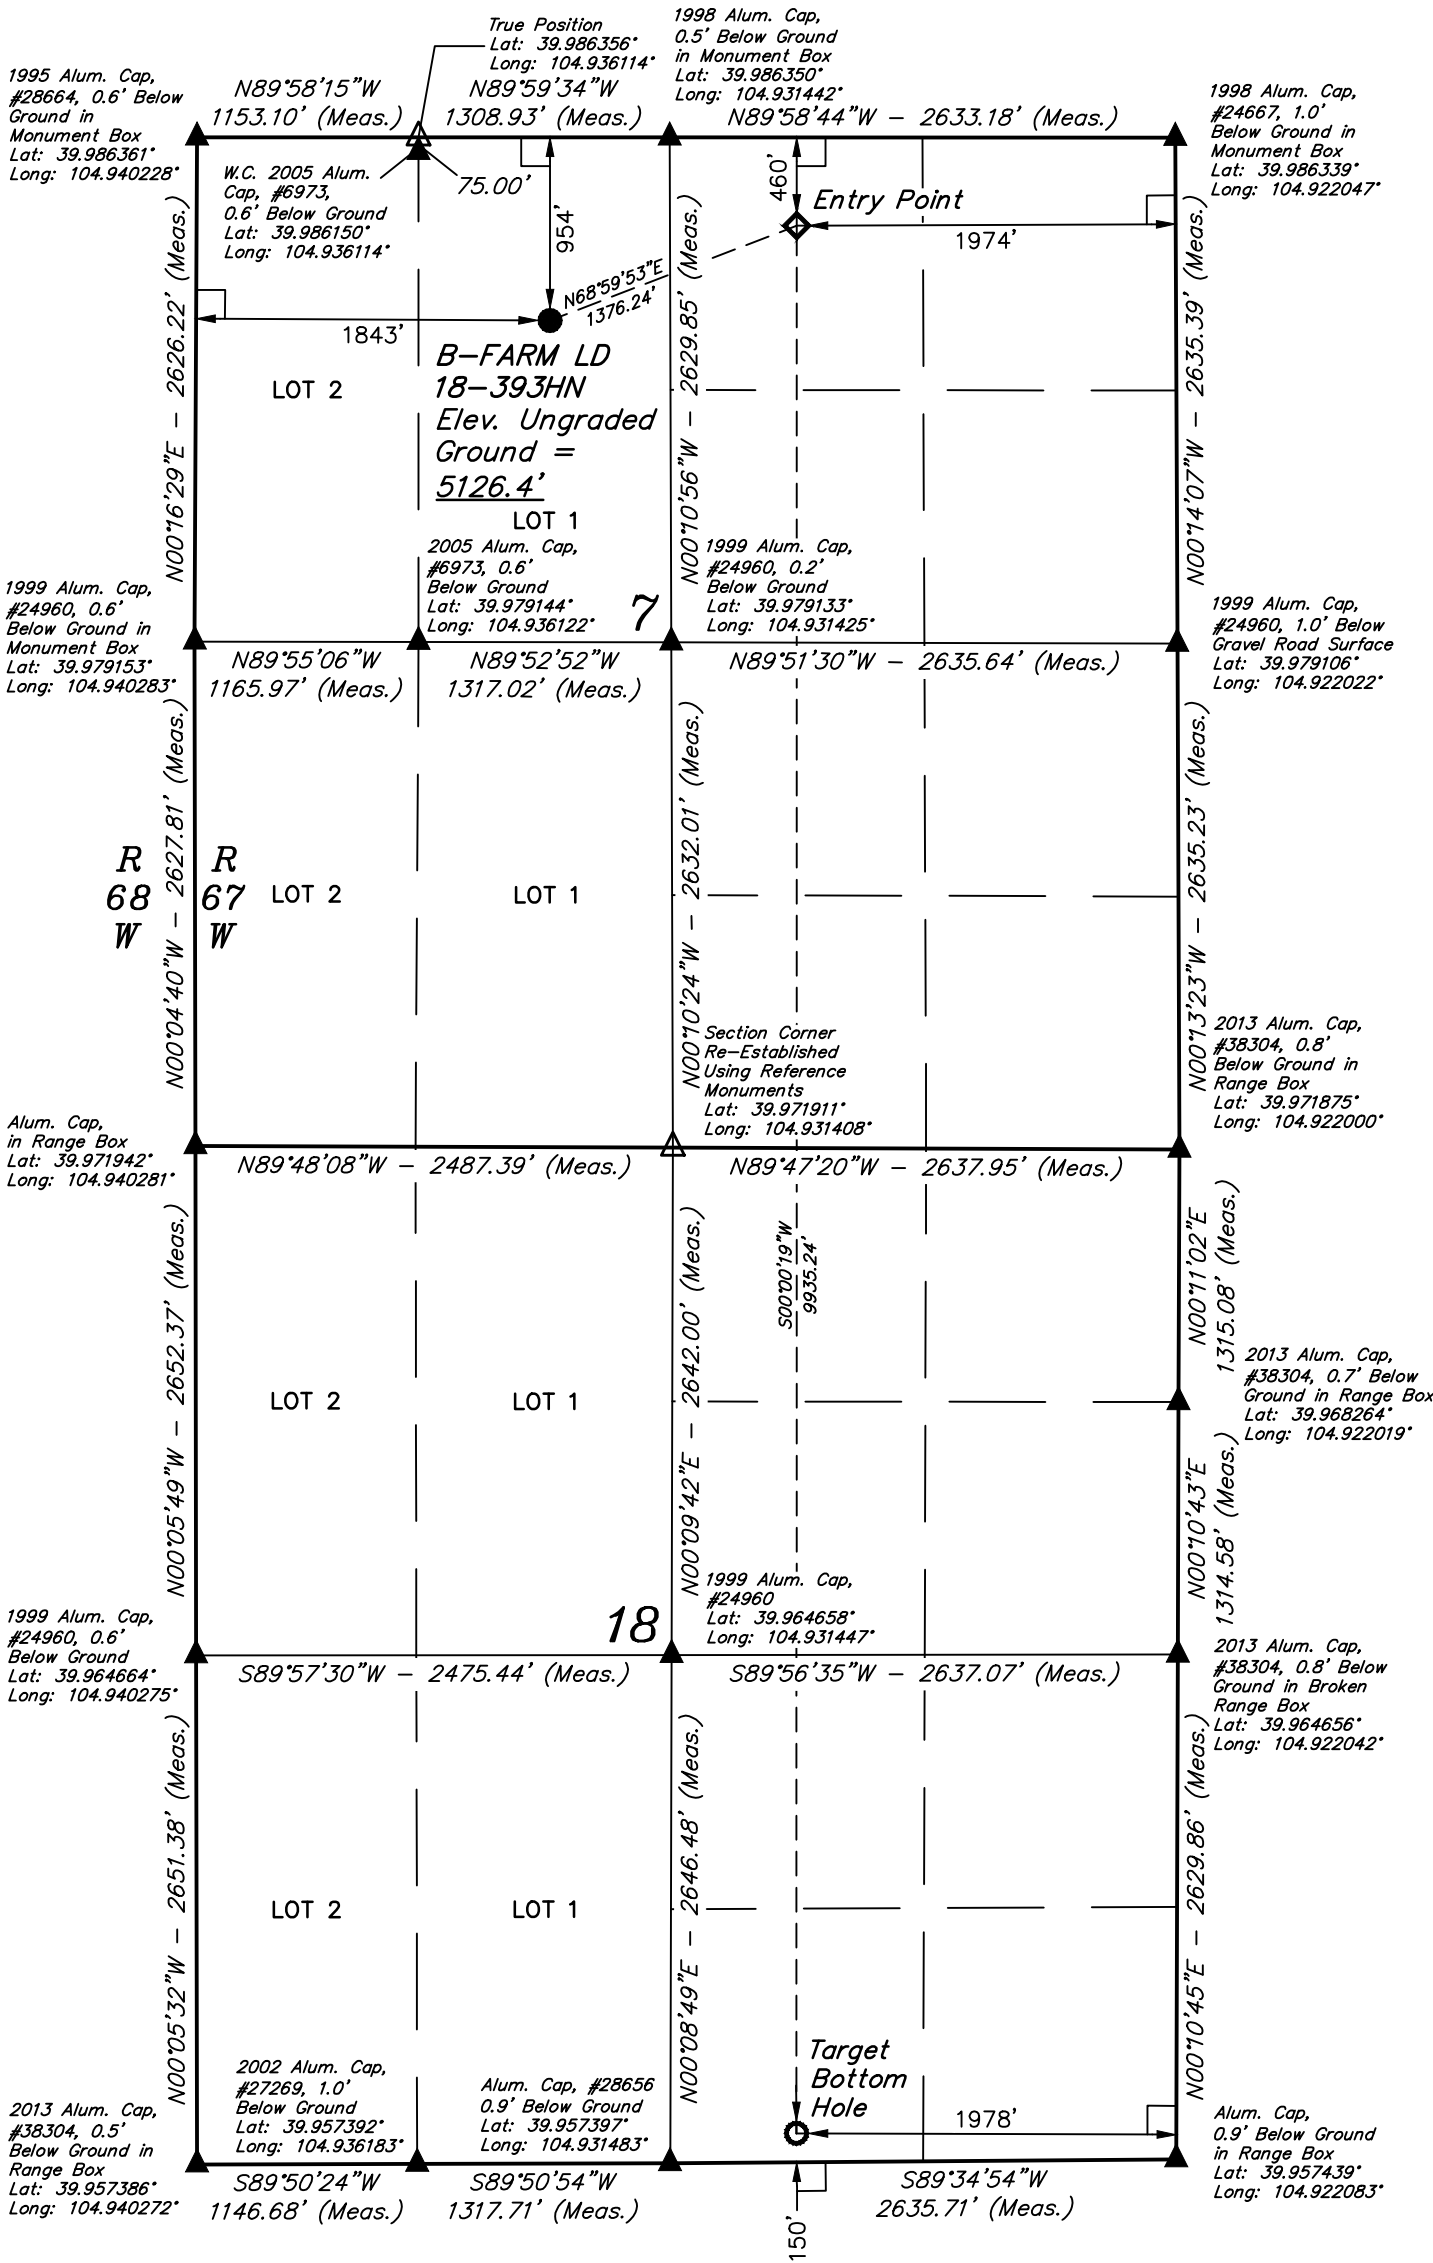 True Position
Lat: 39.986356°
Long: 104.936114°
1998 Alum. Cap,
0.5' Below Ground
in Monument Box
Lat: 39.986350°
Long: 104.931442°
1995 Alum. Cap,
#28664, 0.6' Below
Ground in
Monument Box
Lat: 39.986361°
Long: 104.940228°
N89°58'15"W
1153.10' (Meas.)
N89°59'34"W
1308.93' (Meas.)
N89°58'44"W - 2633.18' (Meas.)
1998 Alum. Cap,
#24667, 1.0'
Below Ground in
Monument Box
Lat: 39.986339°
Long: 104.922047°
W.C. 2005 Alum.
Cap, #6973,
0.6' Below Ground
Lat: 39.986150°
Long: 104.936114°
75.00'
954'
460'
Entry Point
1974'
N68°59'53"E
1376.24'
1843'
B-FARM LD
18-393HN
Elev. Ungraded
Ground =
5126.4'
LOT 2
LOT 1
N00°16'29"E - 2626.22' (Meas.)
N00°10'56"W - 2629.85' (Meas.)
N00°14'07"W - 2635.39' (Meas.)
1999 Alum. Cap,
#24960, 0.6'
Below Ground in
Monument Box
Lat: 39.979153°
Long: 104.940283°
2005 Alum. Cap,
#6973, 0.6'
Below Ground
Lat: 39.979144°
Long: 104.936122°
7
1999 Alum. Cap,
#24960, 0.2'
Below Ground
Lat: 39.979133°
Long: 104.931425°
1999 Alum. Cap,
#24960, 1.0' Below
Gravel Road Surface
Lat: 39.979106°
Long: 104.922022°
N89°55'06"W
1165.97' (Meas.)
N89°52'52"W
1317.02' (Meas.)
N89°51'30"W - 2635.64' (Meas.)
N00°04'40"W - 2627.81' (Meas.)
N00°10'24"W - 2632.01' (Meas.)
N00°13'23"W - 2635.23' (Meas.)
R
68
W
R
67
W
LOT 2
LOT 1
Section Corner
Re-Established
Using Reference
Monuments
Lat: 39.971911°
Long: 104.931408°
2013 Alum. Cap,
#38304, 0.8'
Below Ground in
Range Box
Lat: 39.971875°
Long: 104.922000°
Alum. Cap,
in Range Box
Lat: 39.971942°
Long: 104.940281°
N89°48'08"W - 2487.39' (Meas.)
N89°47'20"W - 2637.95' (Meas.)
N00°05'49"W - 2652.37' (Meas.)
N00°09'42"E - 2642.00' (Meas.)
S00°00'19"W
9935.24'
N00°11'02"E
1315.08' (Meas.)
2013 Alum. Cap,
#38304, 0.7' Below
Ground in Range Box
Lat: 39.968264°
Long: 104.922019°
LOT 2
LOT 1
N00°10'43"E
1314.58' (Meas.)
1999 Alum. Cap,
#24960, 0.6'
Below Ground
Lat: 39.964664°
Long: 104.940275°
18
1999 Alum. Cap,
#24960
Lat: 39.964658°
Long: 104.931447°
2013 Alum. Cap,
#38304, 0.8' Below
Ground in Broken
Range Box
Lat: 39.964656°
Long: 104.922042°
S89°57'30"W - 2475.44' (Meas.)
S89°56'35"W - 2637.07' (Meas.)
N00°05'32"W - 2651.38' (Meas.)
N00°08'49"E - 2646.48' (Meas.)
N00°10'45"E - 2629.86' (Meas.)
LOT 2
LOT 1
Target
Bottom
Hole
1978'
2013 Alum. Cap,
#38304, 0.5'
Below Ground in
Range Box
Lat: 39.957386°
Long: 104.940272°
2002 Alum. Cap,
#27269, 1.0'
Below Ground
Lat: 39.957392°
Long: 104.936183°
Alum. Cap, #28656
0.9' Below Ground
Lat: 39.957397°
Long: 104.931483°
Alum. Cap,
0.9' Below Ground
in Range Box
Lat: 39.957439°
Long: 104.922083°
S89°50'24"W
1146.68' (Meas.)
S89°50'54"W
1317.71' (Meas.)
S89°34'54"W
2635.71' (Meas.)
150'